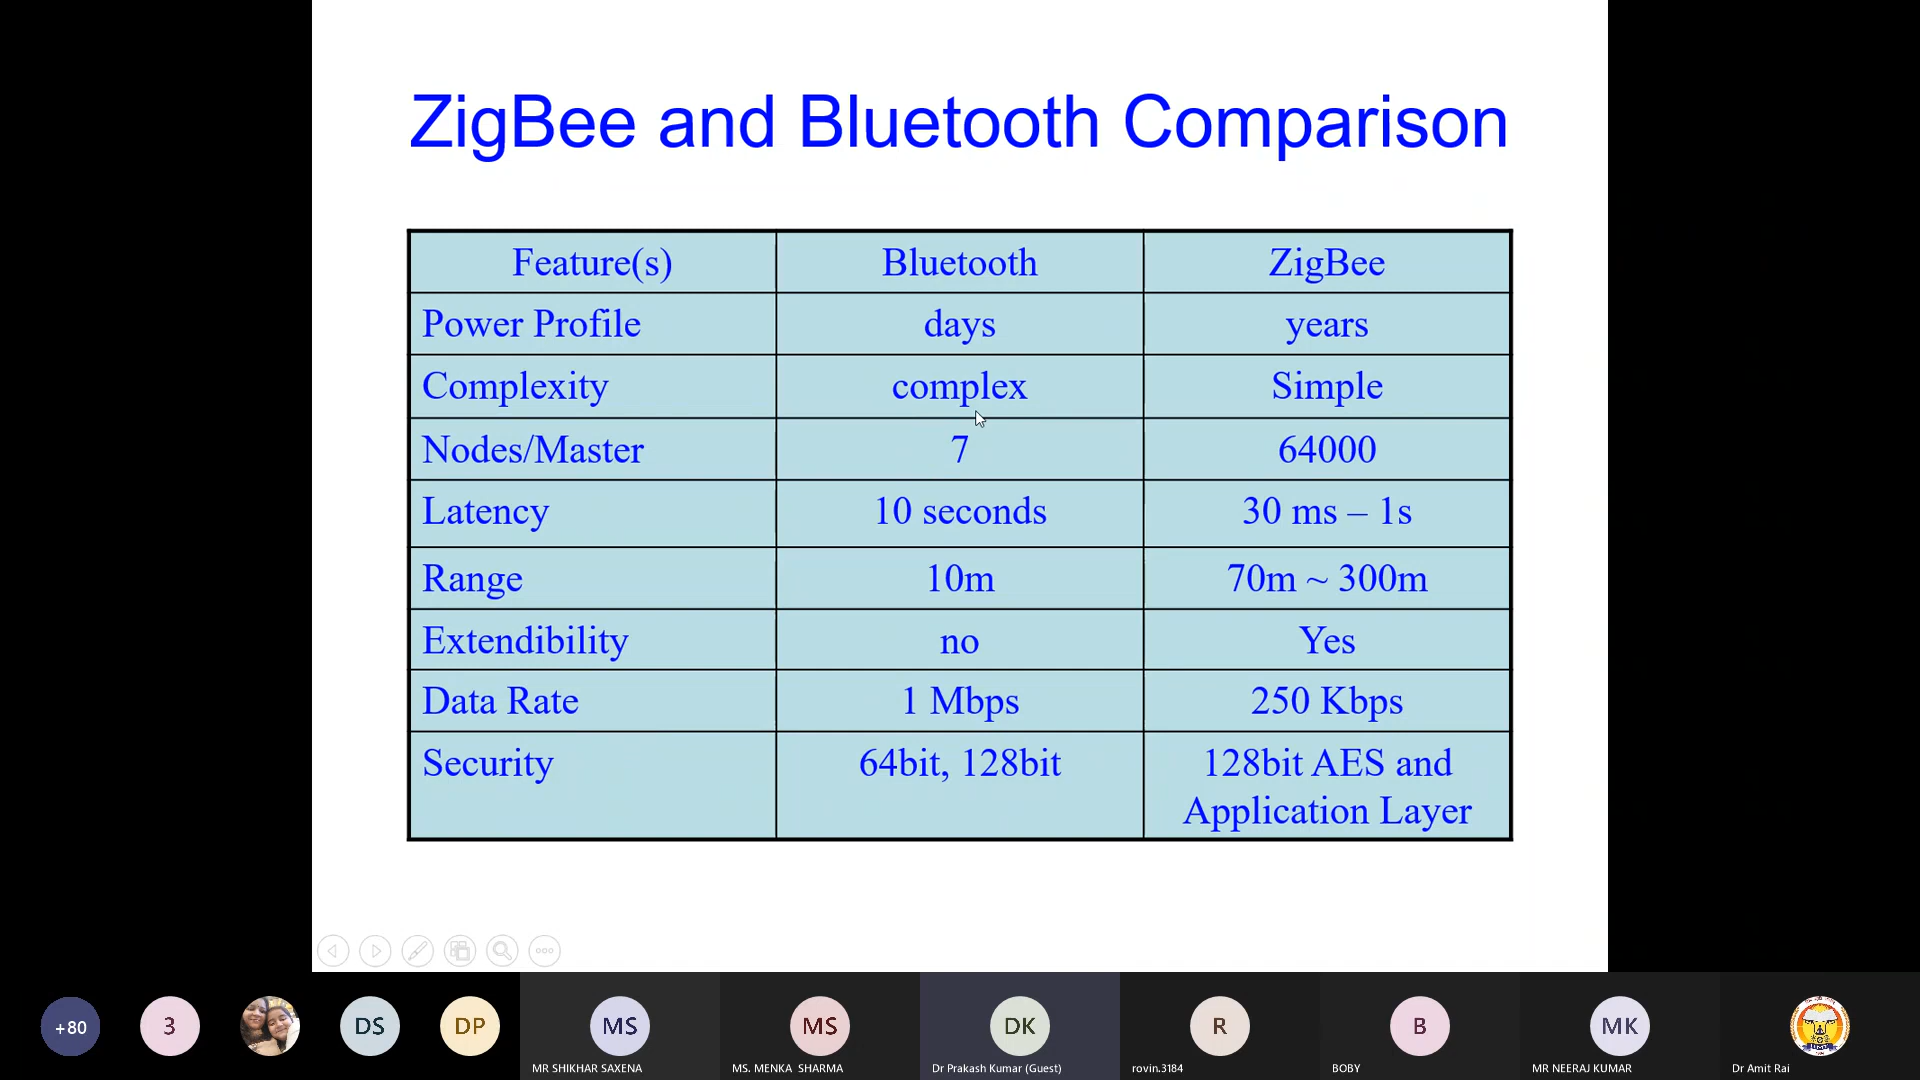 ZigBee and Bluetooth Comparison
Feature(s) Bluetooth ZigBee
Power Profile days years
Complexity complex Simple
Nodes/Master 7 64000
Latency 10 seconds 30 ms – 1s
Range 10m 70m ~ 300m
Extendibility no Yes
Data Rate 1 Mbps 250 Kbps
Security 64bit, 128bit 128bit AES and
Application Layer
+80 3 DS DP MS MS DK R B MK
MR SHIKHAR SAXENA MS. MENKA SHARMA Dr Prakash Kumar (Guest) rovin.3184 BOBY MR NEERAJ KUMAR Dr Amit Rai